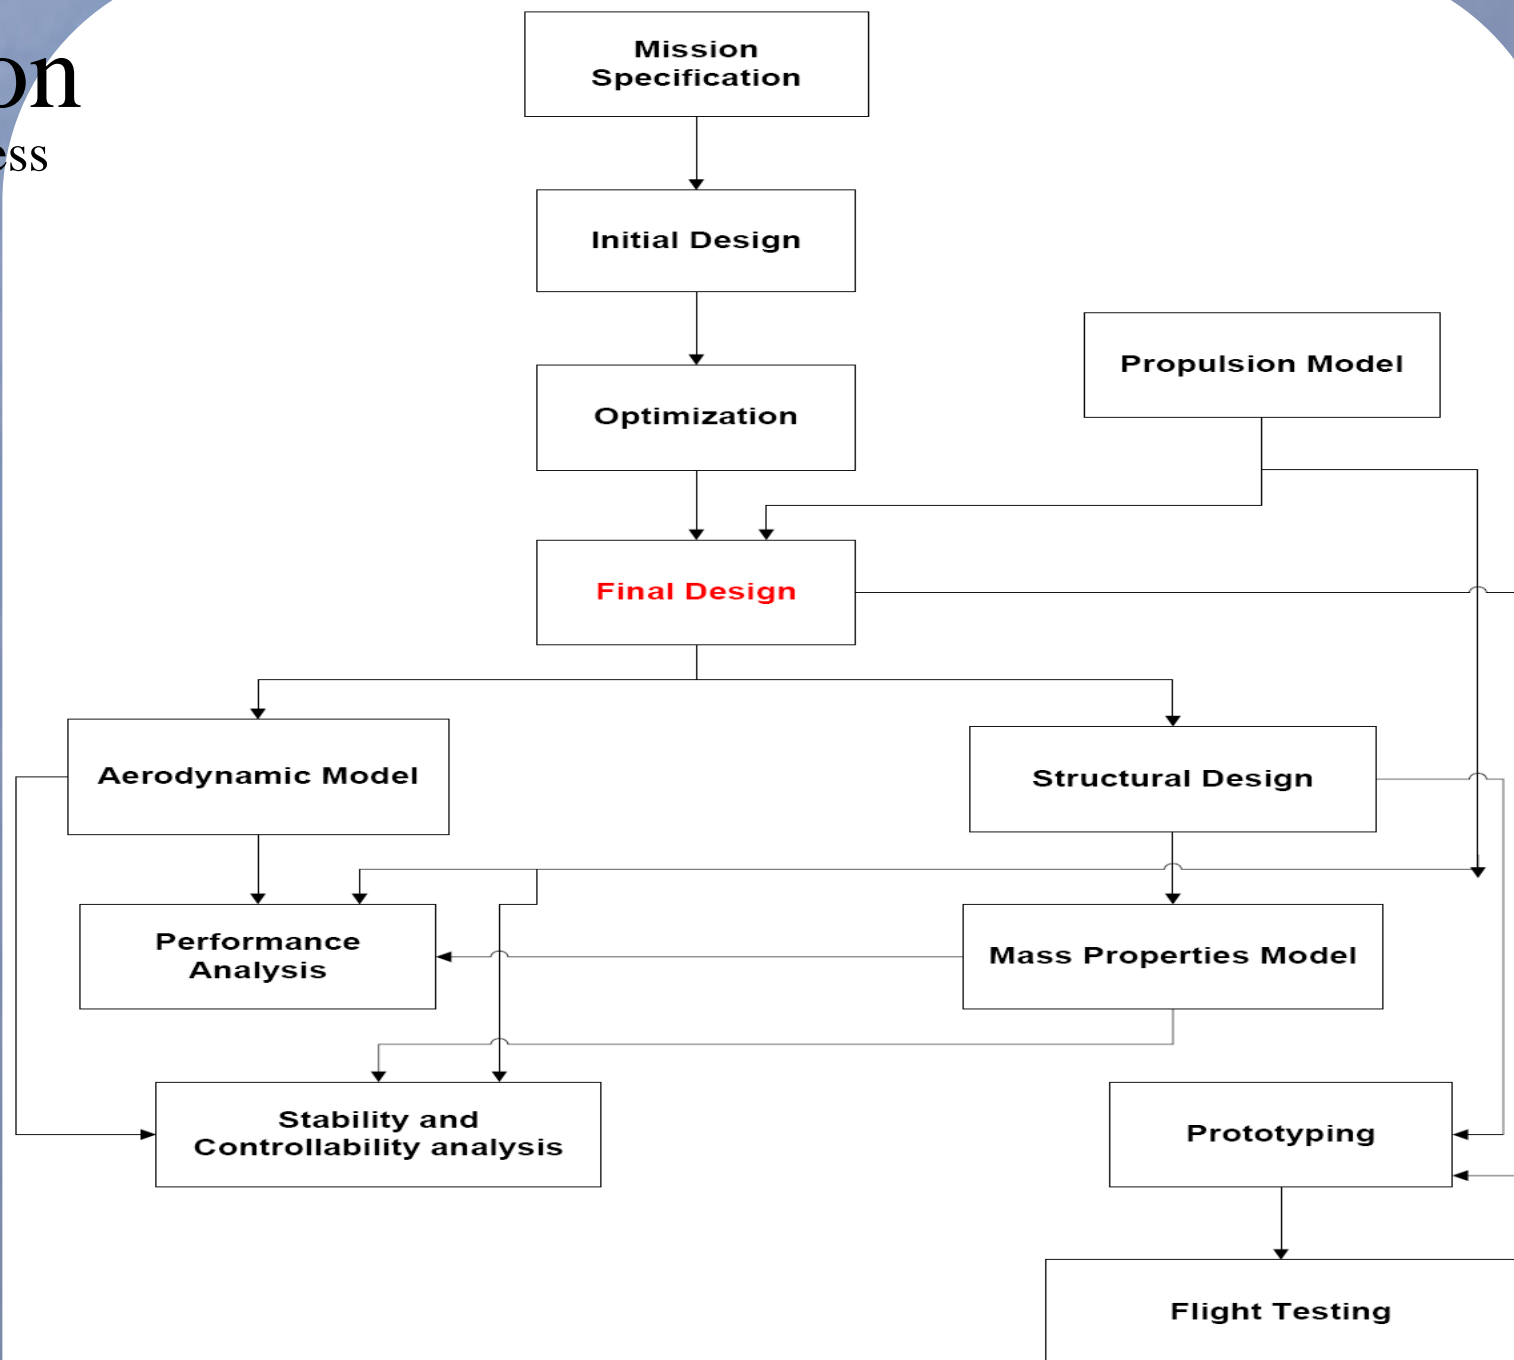 on
ess
Mission
Specification
Initial Design
Propulsion Model
Optimization
Final Design
Aerodynamic Model
Structural Design
Performance
Analysis
Mass Properties Model
Stability and
Controllability analysis
Prototyping
Flight Testing